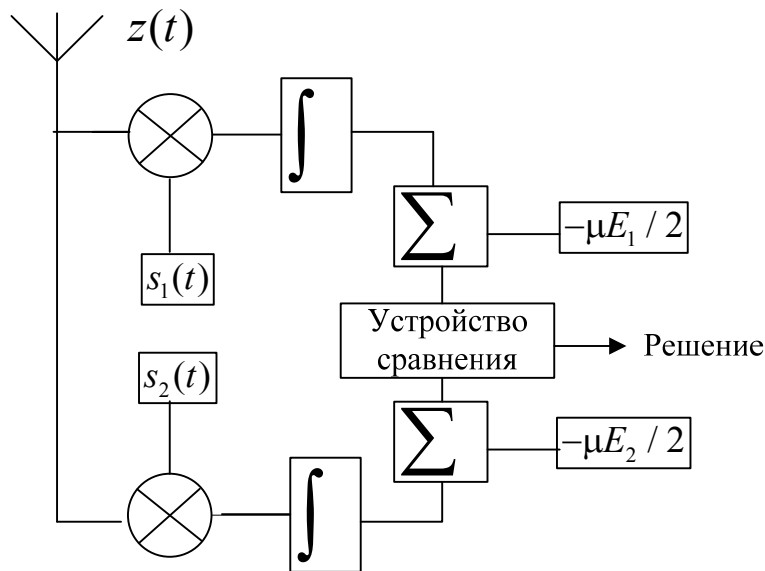 z(t)
∫
Σ
−μE₁ / 2
s₁(t)
Устройство
сравнения
Решение
s₂(t)
Σ
−μE₂ / 2
∫